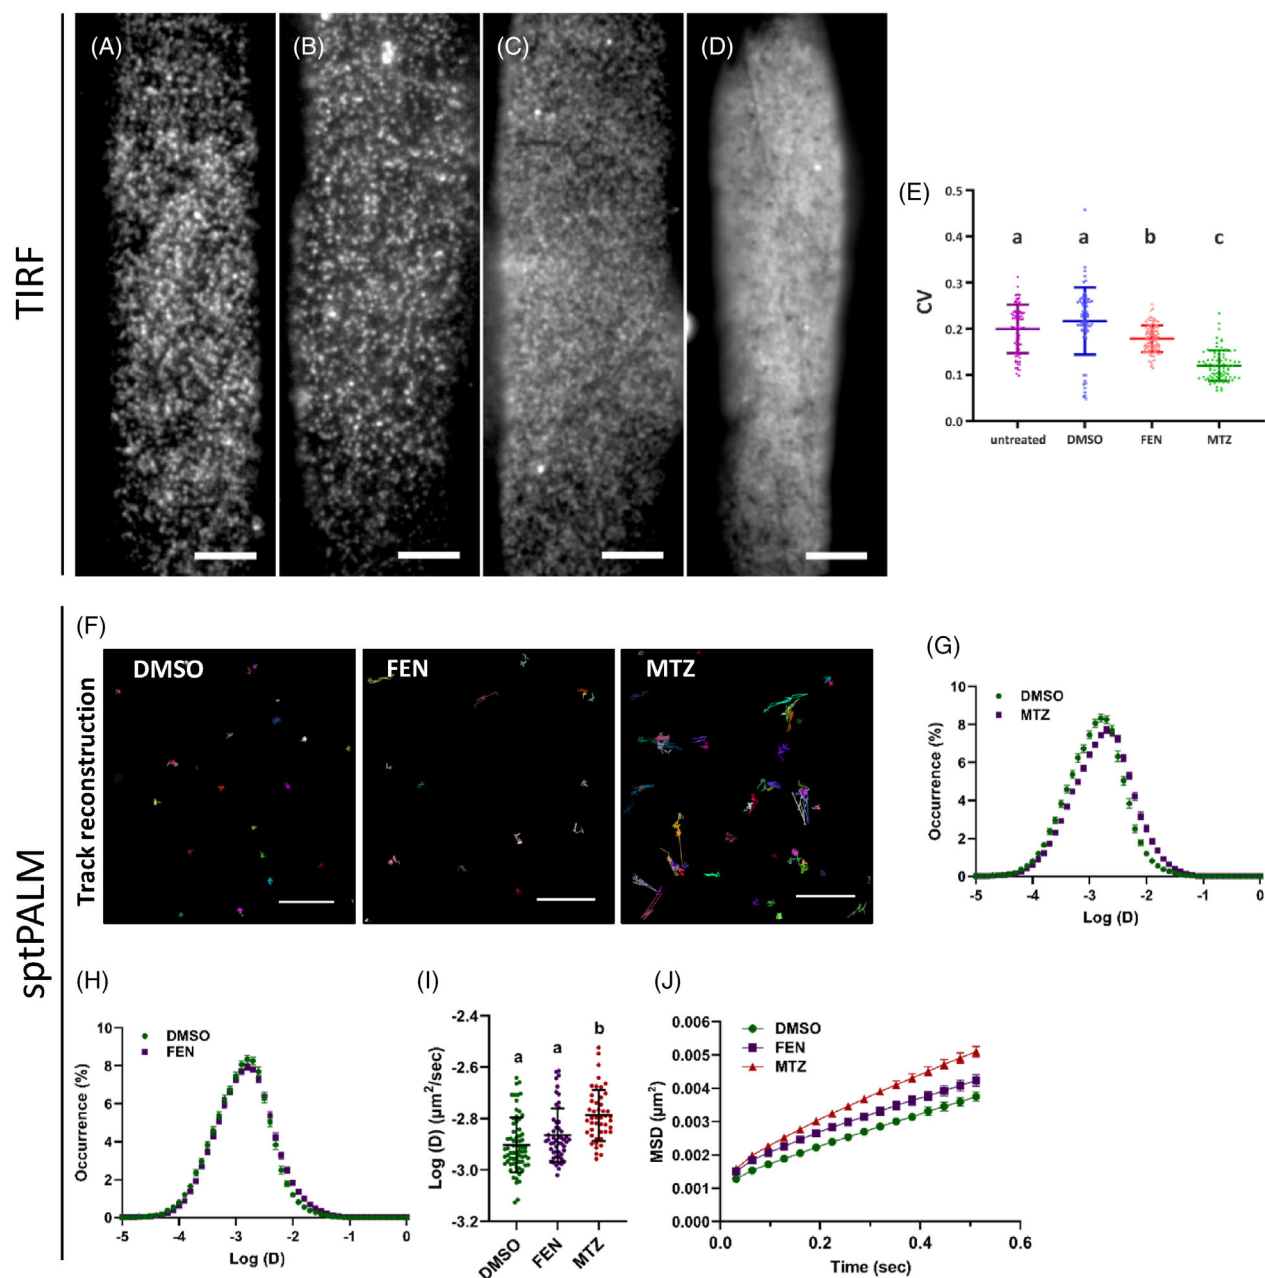 TIRF
(A)
(B)
(C)
(D)
(E)
CV
0.5
0.4
0.3
0.2
0.1
0.0
a
a
b
c
untreated
DMSO
FEN
MTZ
sptPALM
(F)
Track reconstruction
DMSO
FEN
MTZ
(G)
DMSO
MTZ
Occurrence (%)
10
8
6
4
2
0
-5
-4
-3
-2
-1
0
Log (D)
(H)
DMSO
FEN
Occurrence (%)
10
8
6
4
2
0
-5
-4
-3
-2
-1
0
Log (D)
(I)
Log (D) (µm²/sec)
-2.4
-2.6
-2.8
-3.0
-3.2
a
a
b
DMSO
FEN
MTZ
(J)
DMSO
FEN
MTZ
MSD (µm²)
0.006
0.005
0.004
0.003
0.002
0.001
0.000
0.0
0.2
0.4
0.6
Time (sec)